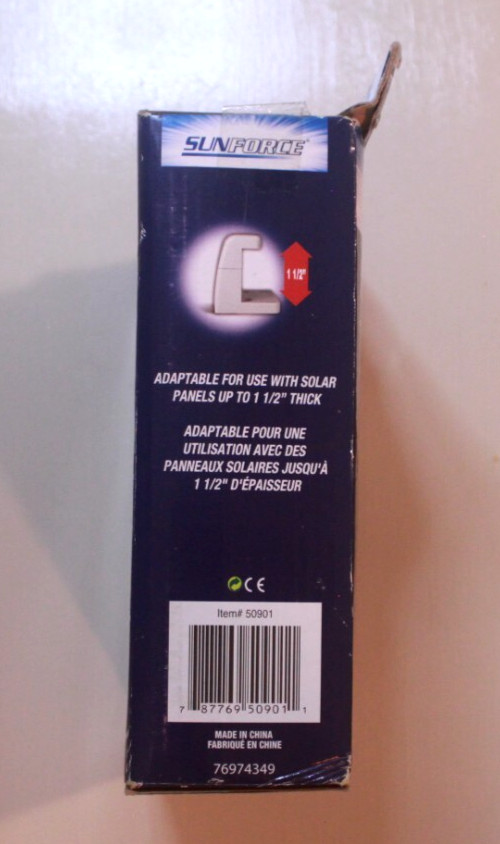 SUNFORCE
1 1/2"
ADAPTABLE FOR USE WITH SOLAR
PANELS UP TO 1 1/2" THICK
ADAPTABLE POUR UNE
UTILISATION AVEC DES
PANNEAUX SOLAIRES JUSQU'À
1 1/2" D'ÉPAISSEUR
CE
Item# 50901
7 87769 50901 1
MADE IN CHINA
FABRIQUÉ EN CHINE
76974349